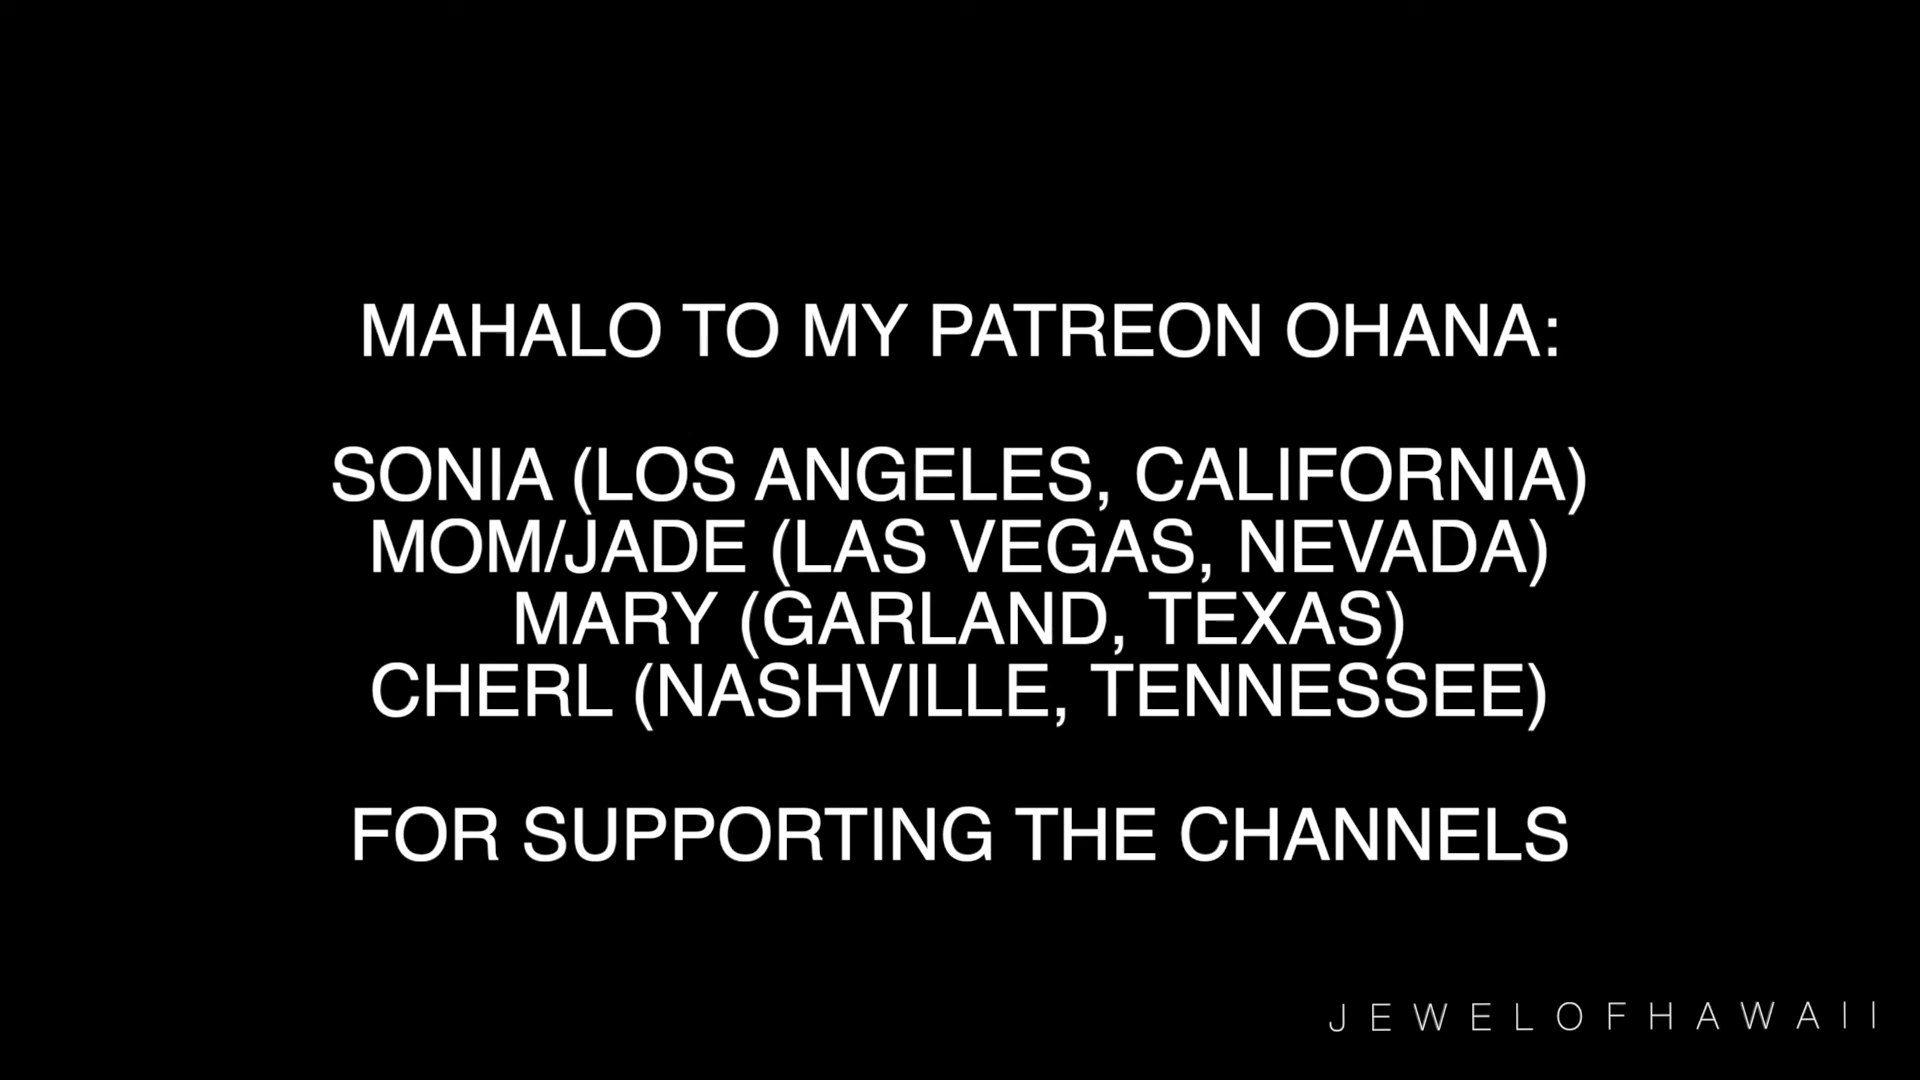 MAHALO TO MY PATREON OHANA:
SONIA (LOS ANGELES, CALIFORNIA)
MOM/JADE (LAS VEGAS, NEVADA)
MARY (GARLAND, TEXAS)
CHERL (NASHVILLE, TENNESSEE)
FOR SUPPORTING THE CHANNELS
JEWELOFHAWAII